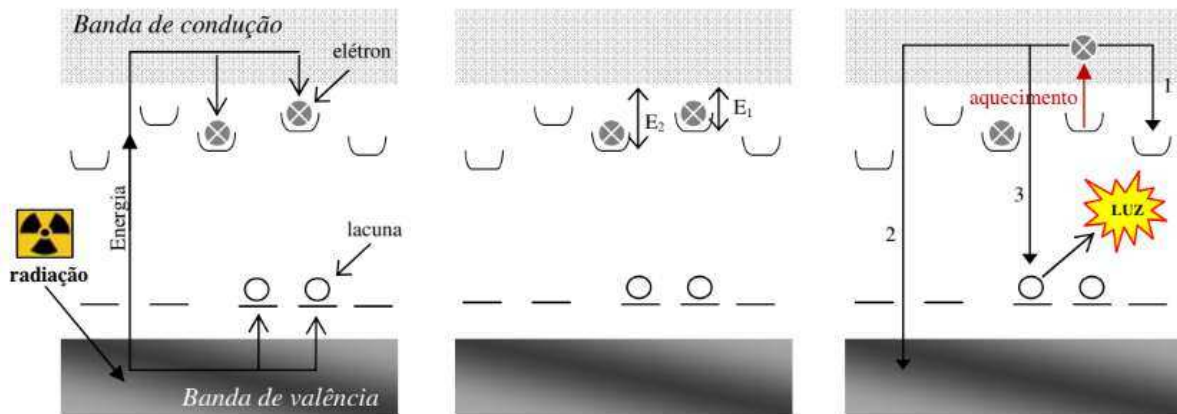 Banda de condução
elétron
Energia
radiação
lacuna
Banda de valência
E₂
E₁
aquecimento
1
2
3
LUZ